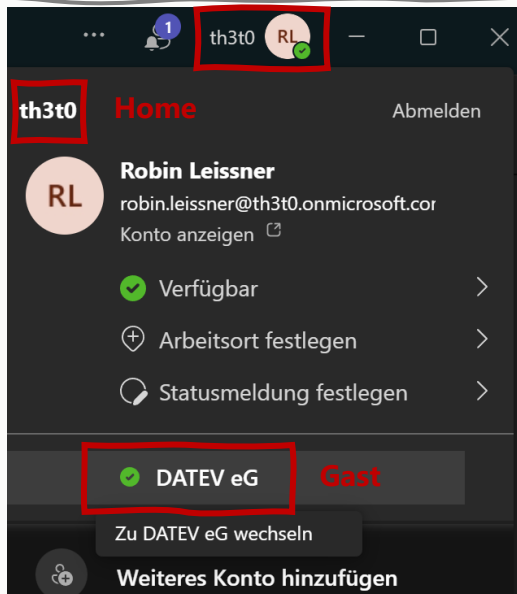 ... 1 th3t0 RL
th3t0 Home Abmelden
RL
Robin Leissner
robin.leissner@th3t0.onmicrosoft.cor
Konto anzeigen
Verfügbar
Arbeitsort festlegen
Statusmeldung festlegen
DATEV eG Gast
Zu DATEV eG wechseln
Weiteres Konto hinzufügen